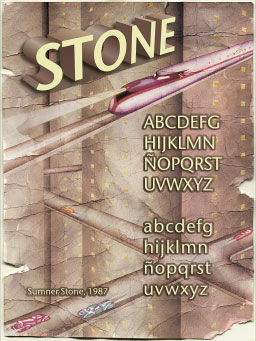 STONE
ABCDEFG
HIJKLMN
ÑOPQRST
UVWXYZ
abcdefg
hijklmn
ñopqrst
uvwxyz
Sumner Stone, 1987